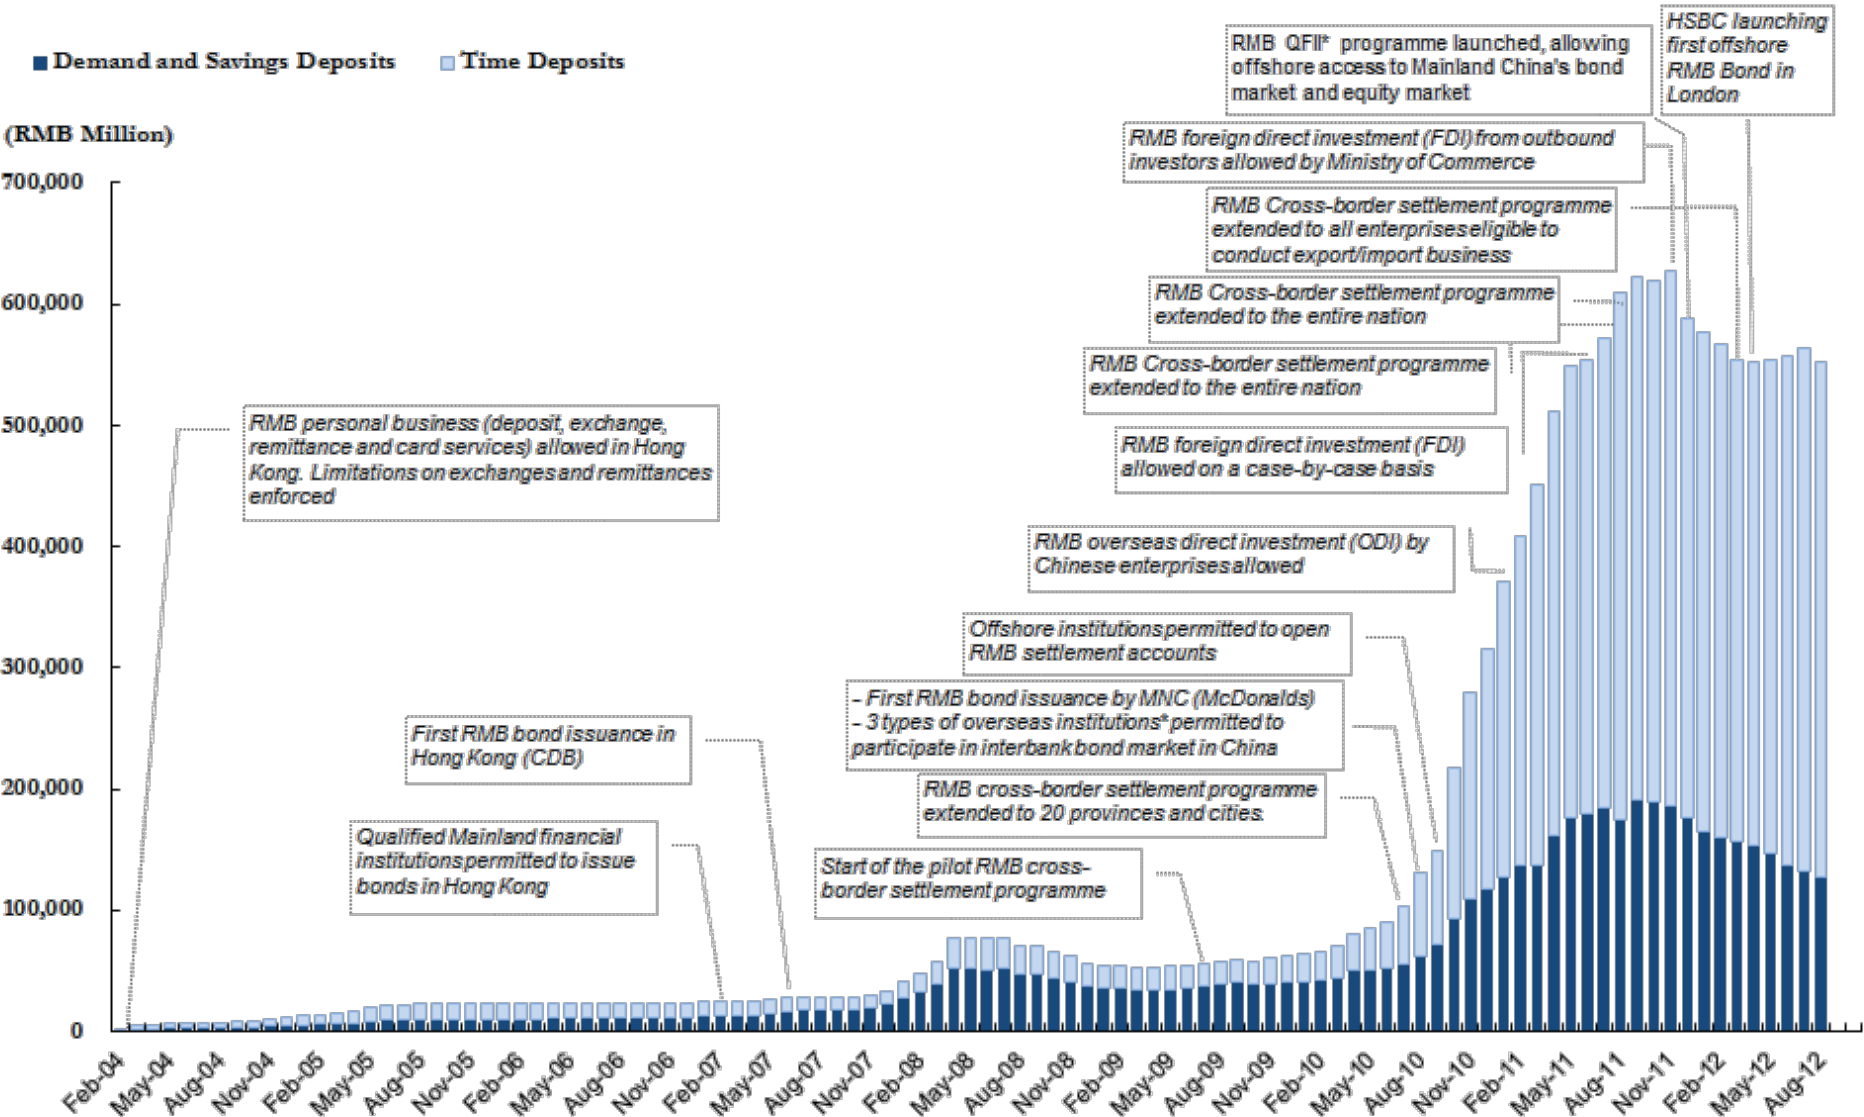 Demand and Savings Deposits
Time Deposits
(RMB Million)
700,000
600,000
500,000
400,000
300,000
200,000
100,000
0
RMB QFII* programme launched, allowing
offshore access to Mainland China's bond
market and equity market
HSBC launching
first offshore
RMB Bond in
London
RMB foreign direct investment (FDI) from outbound
investors allowed by Ministry of Commerce
RMB Cross-border settlement programme
extended to all enterprises eligible to
conduct export/import business
RMB Cross-border settlement programme
extended to the entire nation
RMB Cross-border settlement programme
extended to the entire nation
RMB foreign direct investment (FDI)
allowed on a case-by-case basis
RMB personal business (deposit, exchange,
remittance and card services) allowed in Hong
Kong. Limitations on exchanges and remittances
enforced
RMB overseas direct investment (ODI) by
Chinese enterprises allowed
Offshore institutions permitted to open
RMB settlement accounts
- First RMB bond issuance by MNC (McDonalds)
- 3 types of overseas institutions* permitted to
participate in interbank bond market in China
First RMB bond issuance in
Hong Kong (CDB)
RMB cross-border settlement programme
extended to 20 provinces and cities.
Qualified Mainland financial
institutions permitted to issue
bonds in Hong Kong
Start of the pilot RMB cross-
border settlement programme
Feb-04
May-04
Aug-04
Nov-04
Feb-05
May-05
Aug-05
Nov-05
Feb-06
May-06
Aug-06
Nov-06
Feb-07
May-07
Aug-07
Nov-07
Feb-08
May-08
Aug-08
Nov-08
Feb-09
May-09
Aug-09
Nov-09
Feb-10
May-10
Aug-10
Nov-10
Feb-11
May-11
Aug-11
Nov-11
Feb-12
May-12
Aug-12